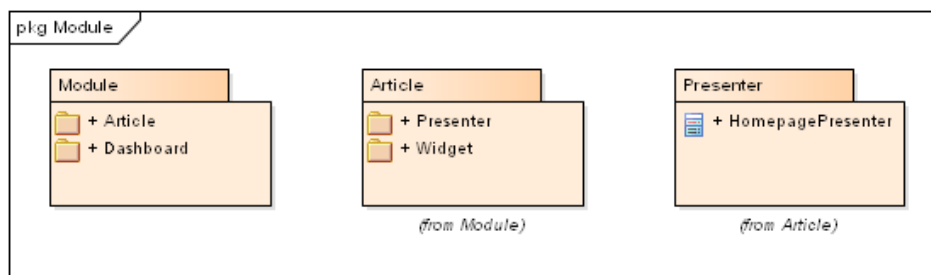 pkg Module
Module
+ Article
+ Dashboard
Article
+ Presenter
+ Widget
(from Module)
Presenter
+ HomepagePresenter
(from Article)